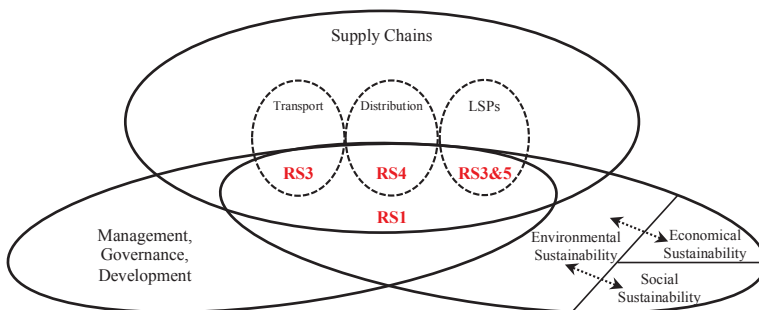 Supply Chains
Transport
Distribution
LSPs
RS3
RS4
RS3&5
RS1
Management,
Governance,
Development
Environmental
Sustainability
Economical
Sustainability
Social
Sustainability